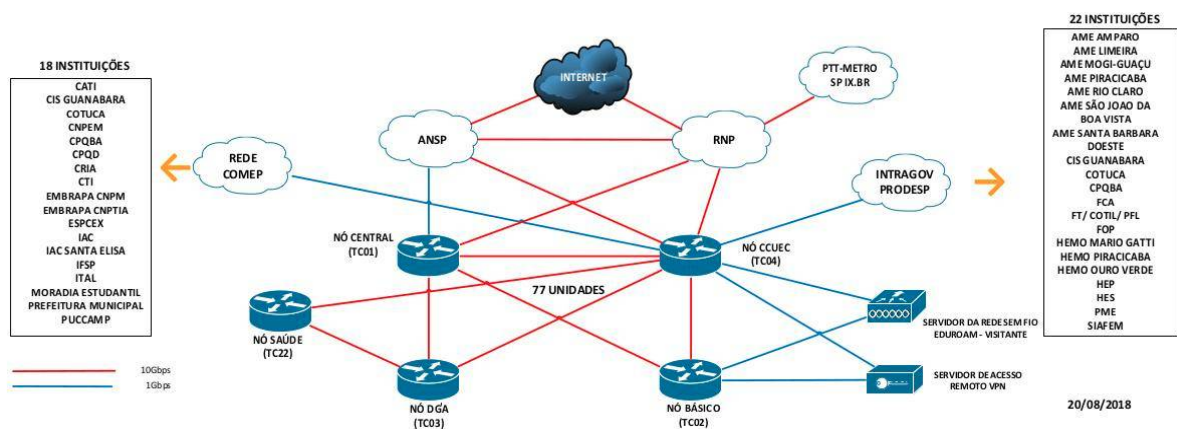 18 INSTITUIÇÕES
CATI
CIS GUANABARA
COTUCA
CNPEM
CPQBA
CPQD
CRIA
CTI
EMBRAPA CNPM
EMBRAPA CNPTIA
ESPCEX
IAC
IAC SANTA ELISA
IFSP
ITAL
MORADIA ESTUDANTIL
PREFEITURA MUNICIPAL
PUCCAMP
10Gbps
1Gbps
INTERNET
PTT-METRO
SP IX.BR
ANSP
RNP
REDE
COMEP
INTRAGOV
PRODESP
NÓ CENTRAL
(TC01)
NÓ CCUEC
(TC04)
77 UNIDADES
NÓ SAÚDE
(TC22)
NÓ DGA
(TC03)
NÓ BÁSICO
(TC02)
SERVIDOR DA REDE SEM FIO
EDUROAM - VISITANTE
SERVIDOR DE ACESSO
REMOTO VPN
22 INSTITUIÇÕES
AME AMPARO
AME LIMEIRA
AME MOGI-GUAÇU
AME PIRACICABA
AME RIO CLARO
AME SÃO JOAO DA
BOA VISTA
AME SANTA BARBARA
DOESTE
CIS GUANABARA
COTUCA
CPQBA
FCA
FT/ COTIL/ PFL
FOP
HEMO MARIO GATTI
HEMO PIRACICABA
HEMO OURO VERDE
HEP
HES
PME
SIAFEM
20/08/2018